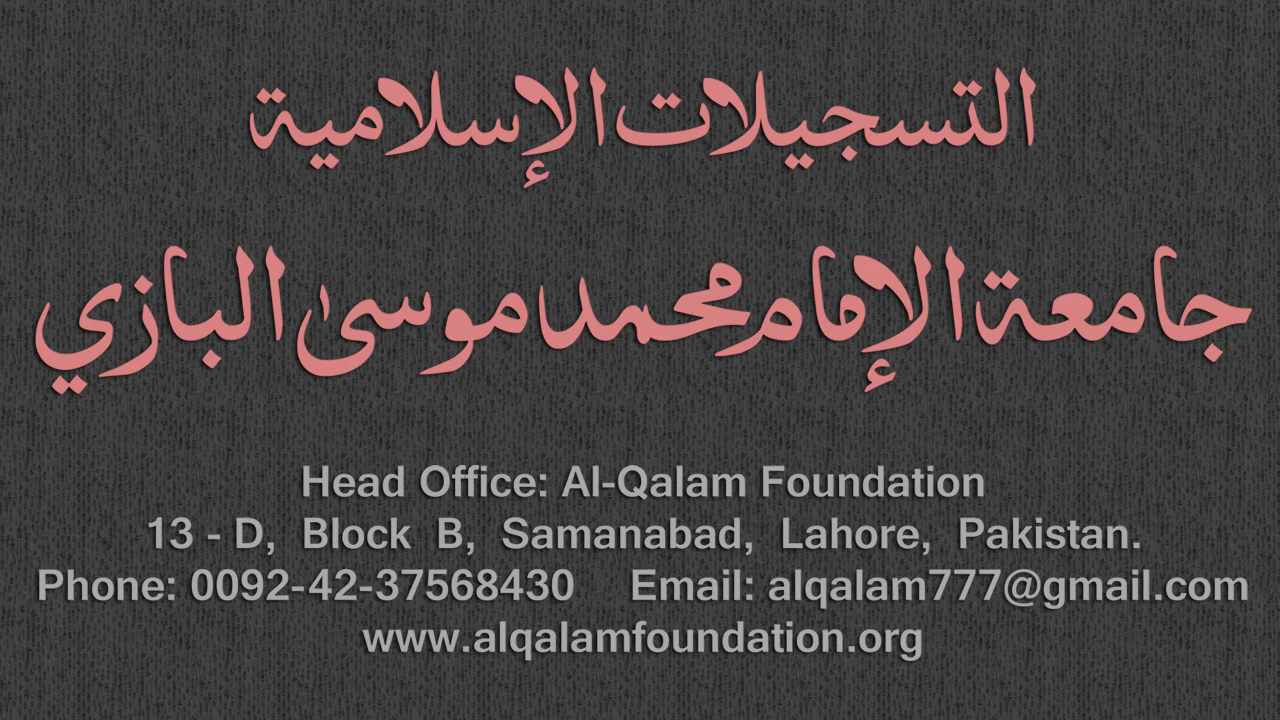 التسجيلات الإسلامية
جامعة الإمام محمد موسىٰ البازي
Head Office: Al-Qalam Foundation
13 - D, Block B, Samanabad, Lahore, Pakistan.
Phone: 0092-42-37568430 Email: alqalam777@gmail.com
www.alqalamfoundation.org